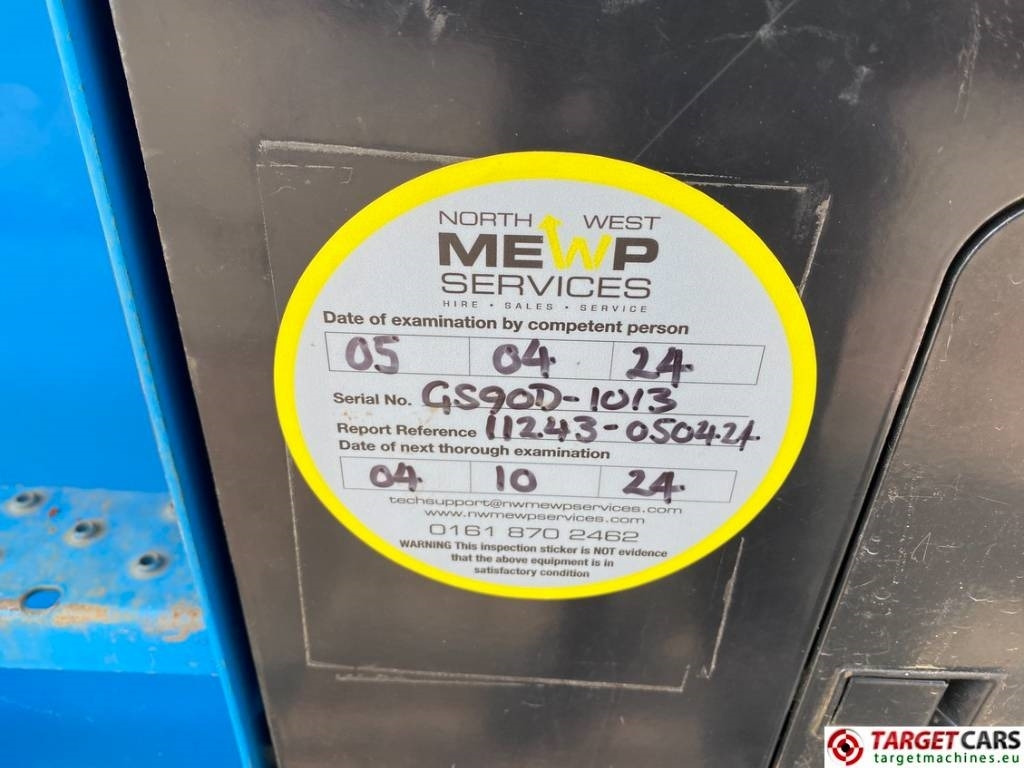 NORTH WEST
MEWP
SERVICES
HIRE • SALES • SERVICE
Date of examination by competent person
05 04 24
Serial No. GS90D-1013
Report Reference 11243-050424
Date of next thorough examination
04 10 24
techsupport@nwmewpservices.com
www.nwmewpservices.com
0161 870 2462
WARNING This inspection sticker is NOT evidence
that the above equipment is in
satisfactory condition
TARGETCARS
targetmachines.eu